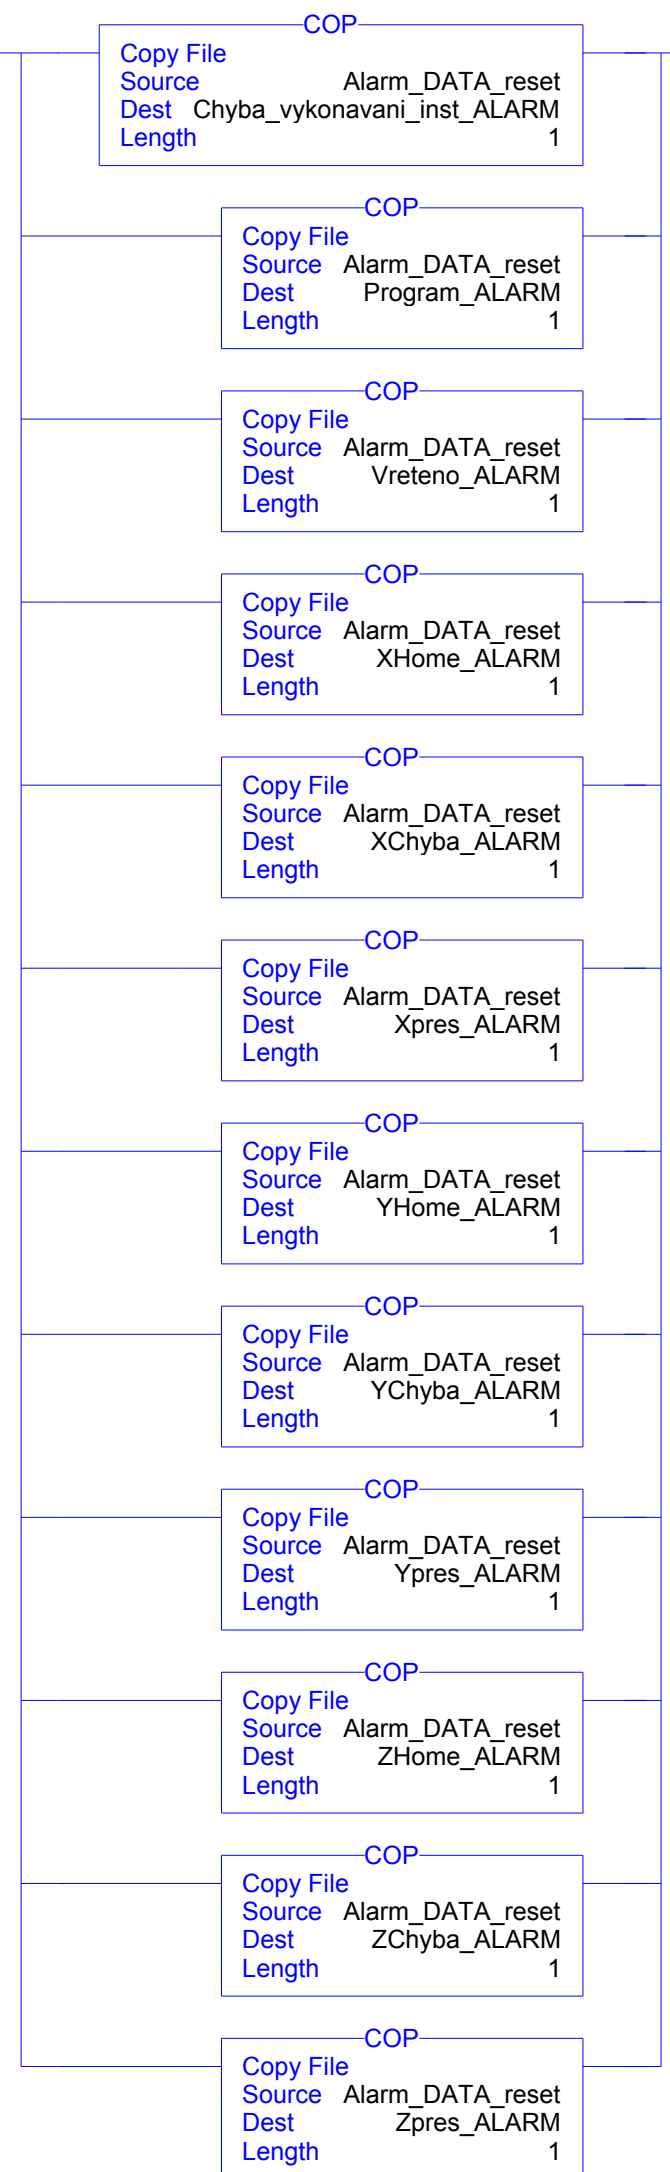 COP
Copy File
Source Alarm_DATA_reset
Dest Chyba_vykonavani_inst_ALARM
Length 1
COP
Copy File
Source Alarm_DATA_reset
Dest Program_ALARM
Length 1
COP
Copy File
Source Alarm_DATA_reset
Dest Vreteno_ALARM
Length 1
COP
Copy File
Source Alarm_DATA_reset
Dest XHome_ALARM
Length 1
COP
Copy File
Source Alarm_DATA_reset
Dest XChyba_ALARM
Length 1
COP
Copy File
Source Alarm_DATA_reset
Dest Xpres_ALARM
Length 1
COP
Copy File
Source Alarm_DATA_reset
Dest YHome_ALARM
Length 1
COP
Copy File
Source Alarm_DATA_reset
Dest YChyba_ALARM
Length 1
COP
Copy File
Source Alarm_DATA_reset
Dest Ypres_ALARM
Length 1
COP
Copy File
Source Alarm_DATA_reset
Dest ZHome_ALARM
Length 1
COP
Copy File
Source Alarm_DATA_reset
Dest ZChyba_ALARM
Length 1
COP
Copy File
Source Alarm_DATA_reset
Dest Zpres_ALARM
Length 1